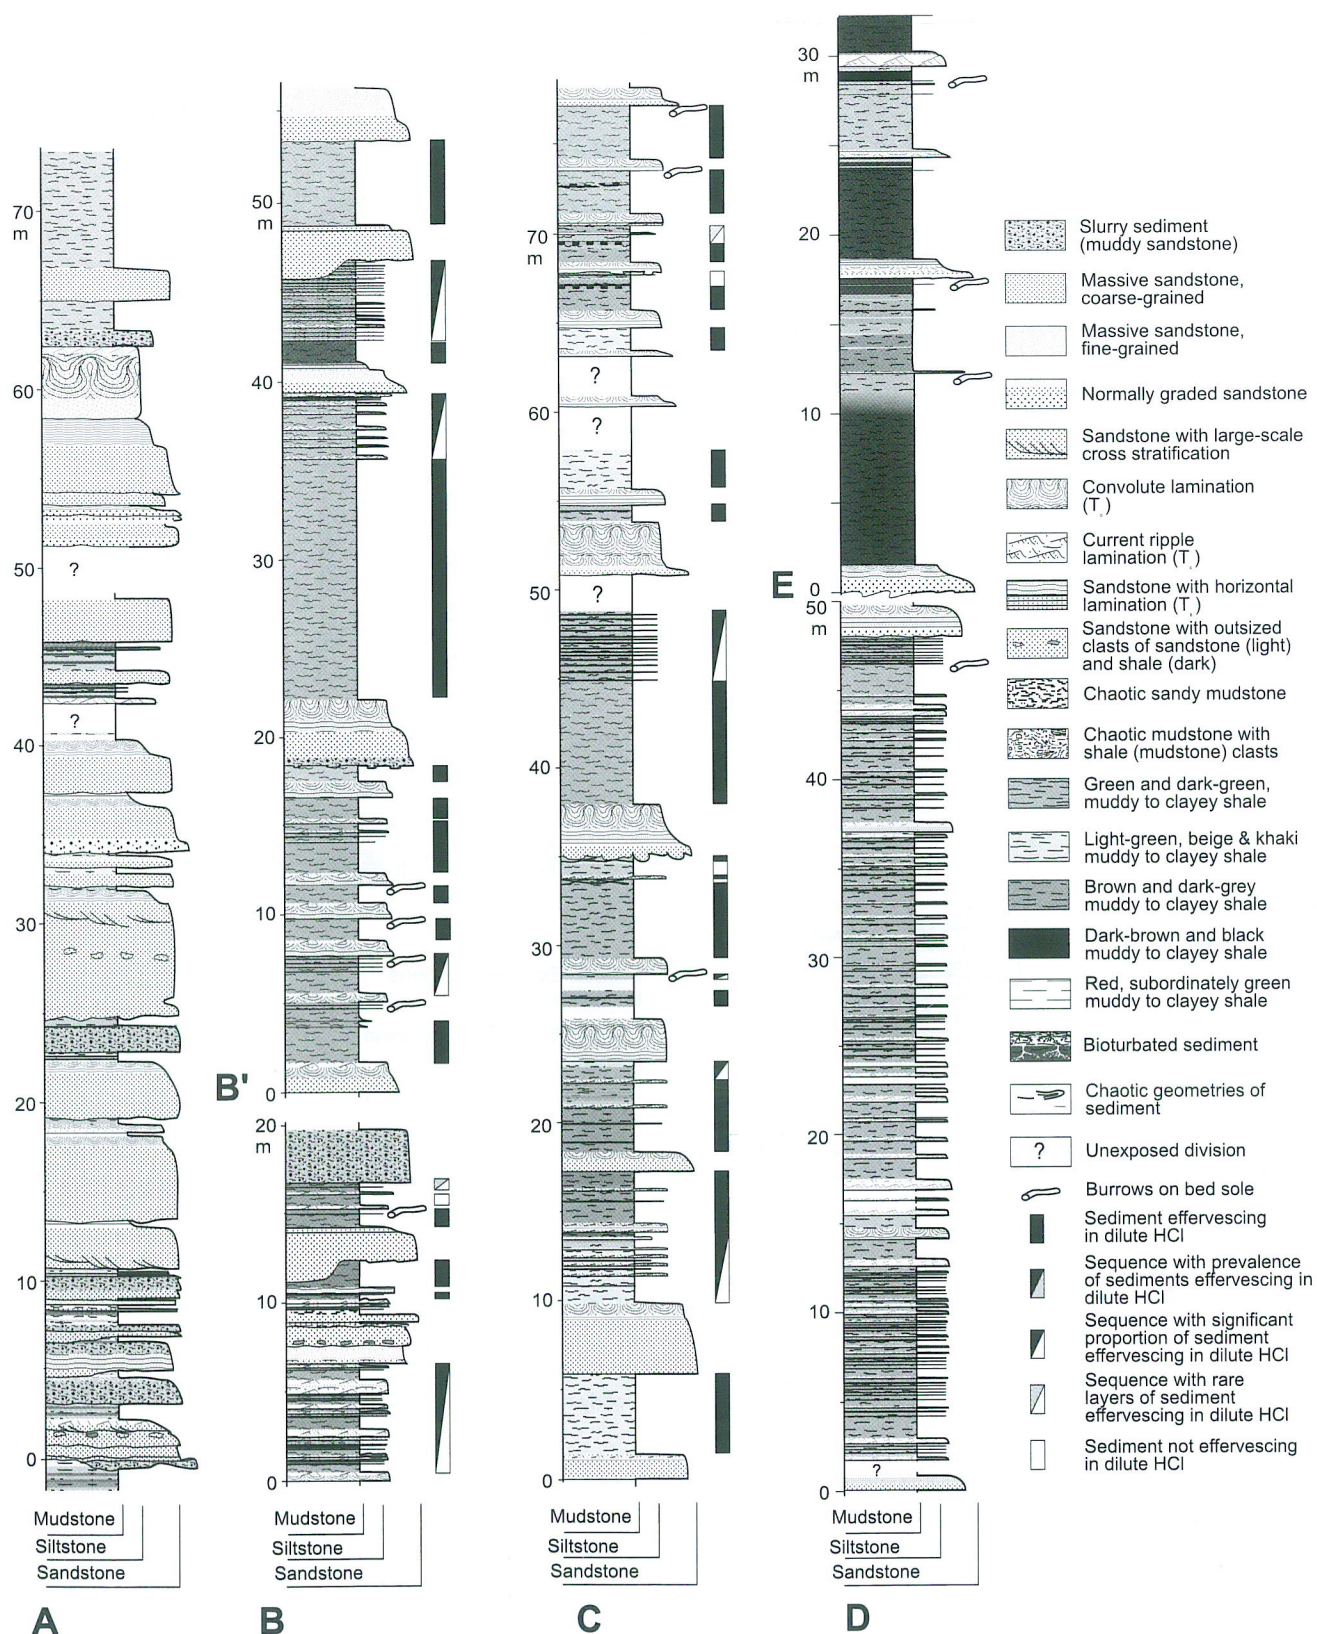 70
m
60
50
?
40
?
30
20
10
0
Mudstone
Siltstone
Sandstone
A
50
m
40
30
20
10
B'
0
20
m
10
0
Mudstone
Siltstone
Sandstone
B
70
m
?
60
?
50
?
40
30
20
10
0
Mudstone
Siltstone
Sandstone
C
30
m
20
10
E
0
50
m
40
30
20
10
?
0
Mudstone
Siltstone
Sandstone
D
Slurry sediment
(muddy sandstone)
Massive sandstone,
coarse-grained
Massive sandstone,
fine-grained
Normally graded sandstone
Sandstone with large-scale
cross stratification
Convolute lamination
(T )
Current ripple
lamination (T )
Sandstone with horizontal
lamination (T )
Sandstone with outsized
clasts of sandstone (light)
and shale (dark)
Chaotic sandy mudstone
Chaotic mudstone with
shale (mudstone) clasts
Green and dark-green,
muddy to clayey shale
Light-green, beige & khaki
muddy to clayey shale
Brown and dark-grey
muddy to clayey shale
Dark-brown and black
muddy to clayey shale
Red, subordinately green
muddy to clayey shale
Bioturbated sediment
Chaotic geometries of
sediment
? Unexposed division
Burrows on bed sole
Sediment effervescing
in dilute HCl
Sequence with prevalence
of sediments effervescing in
dilute HCl
Sequence with significant
proportion of sediment
effervescing in dilute HCl
Sequence with rare
layers of sediment
effervescing in dilute HCl
Sediment not effervescing
in dilute HCl